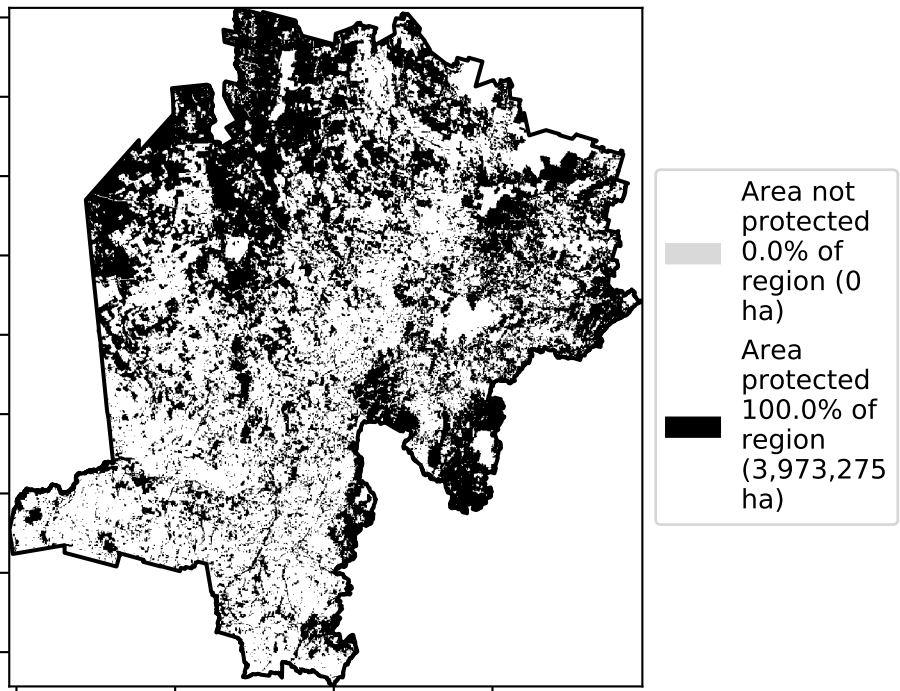 Area not
protected
0.0% of
region (0
ha)
Area
protected
100.0% of
region
(3,973,275
ha)